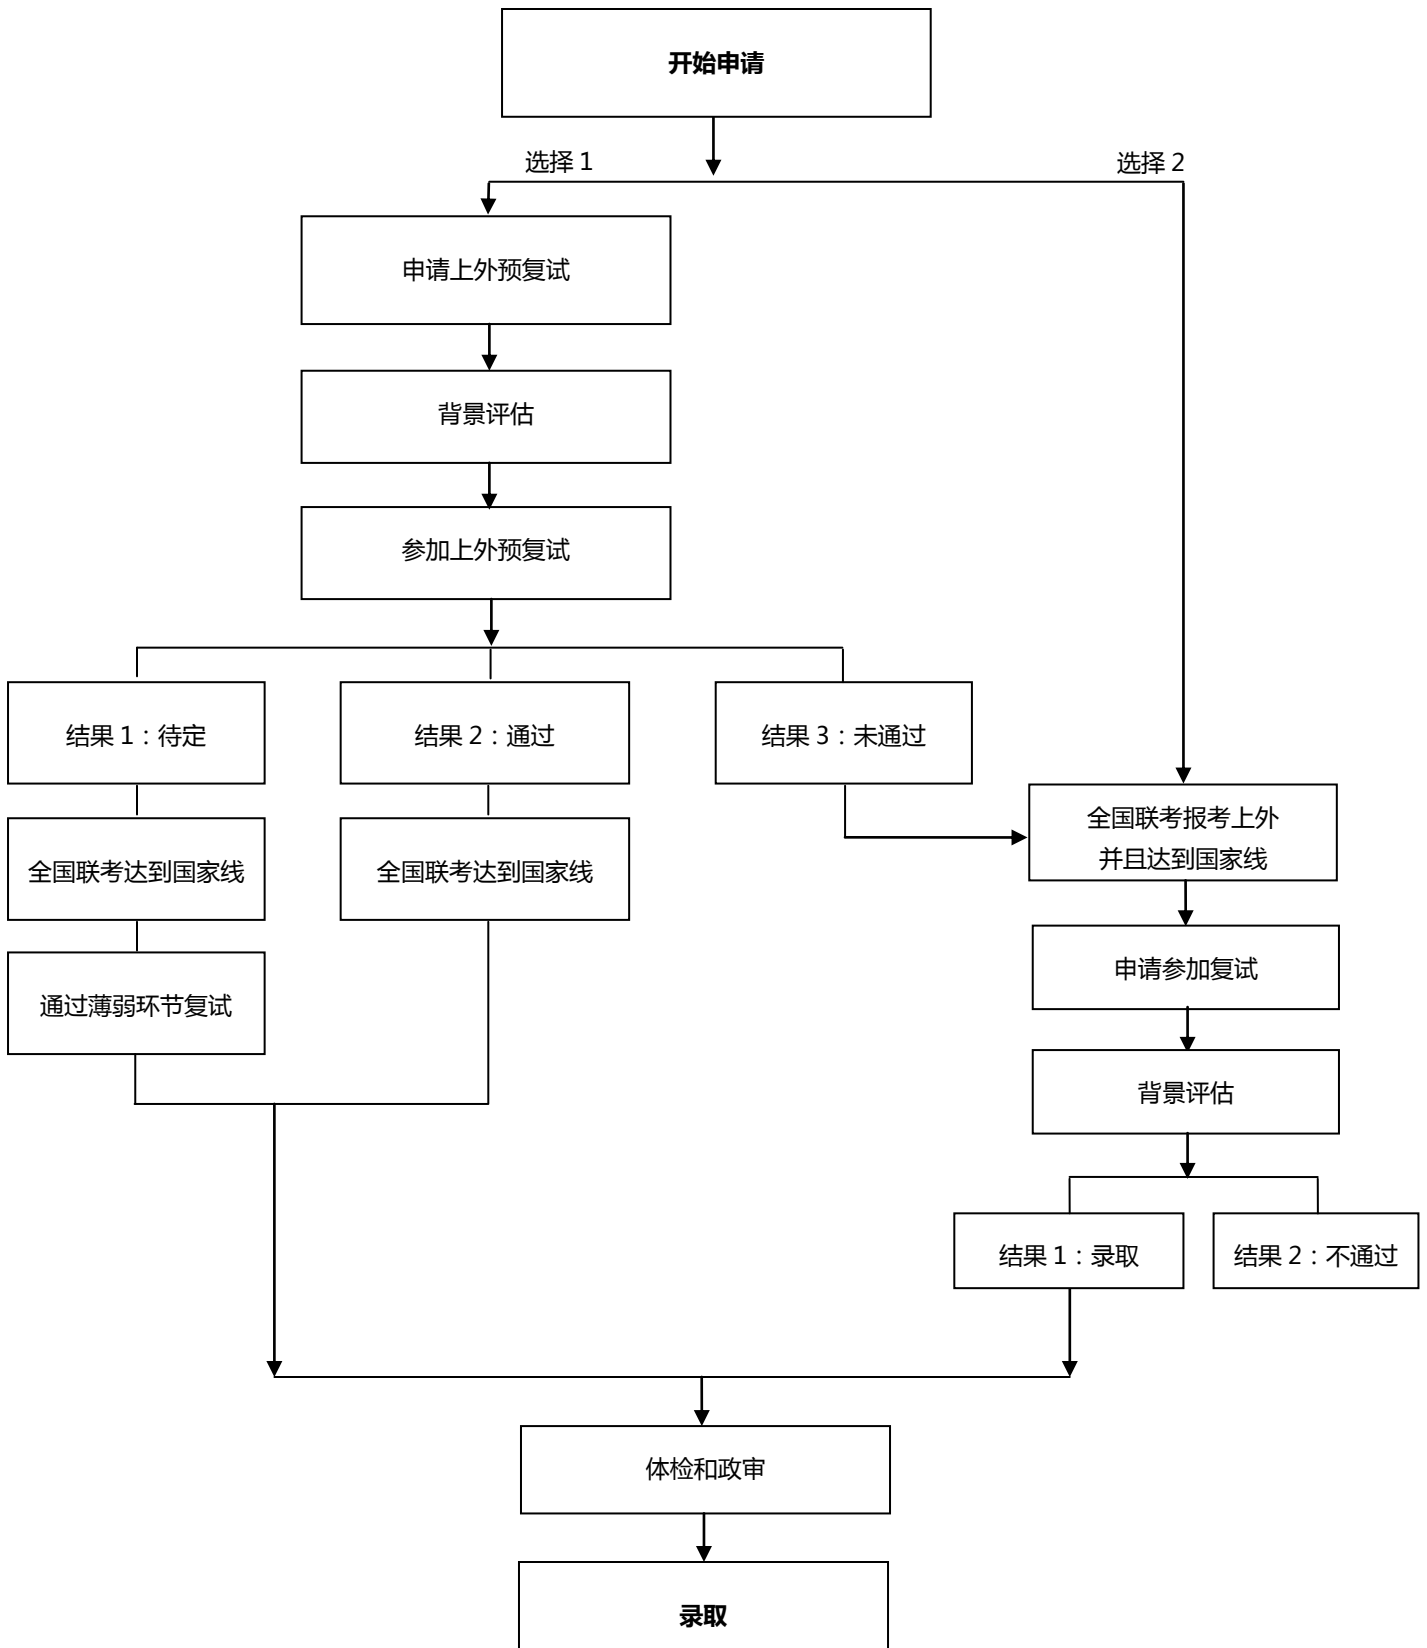 开始申请
选择 1
选择 2
申请上外预复试
背景评估
参加上外预复试
结果 1：待定
结果 2：通过
结果 3：未通过
全国联考报考上外
并且达到国家线
全国联考达到国家线
全国联考达到国家线
申请参加复试
通过薄弱环节复试
背景评估
结果 1：录取
结果 2：不通过
体检和政审
录取